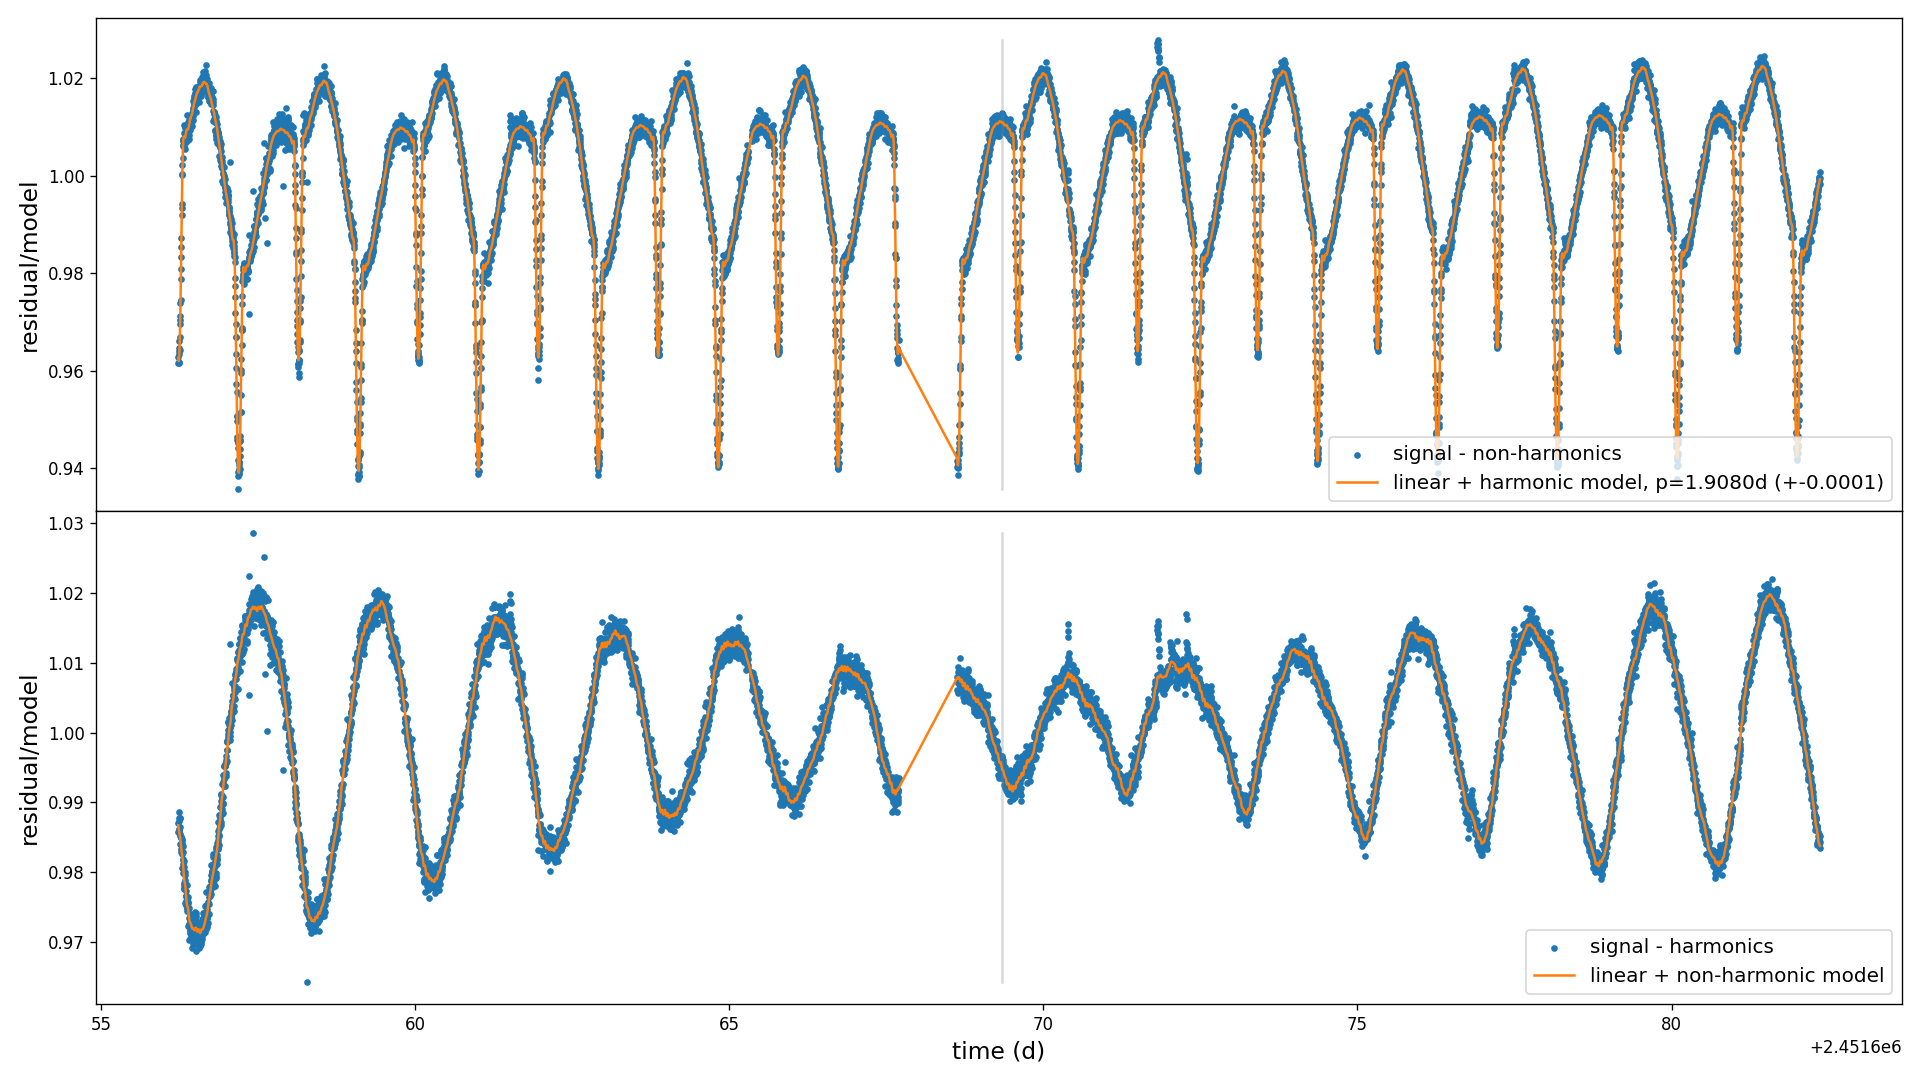 residual/model
1.02
1.00
0.98
0.96
0.94
signal - non-harmonics
linear + harmonic model, p=1.9080d (+-0.0001)
residual/model
1.03
1.02
1.01
1.00
0.99
0.98
0.97
signal - harmonics
linear + non-harmonic model
55
60
65
70
75
80
time (d)
+2.4516e6